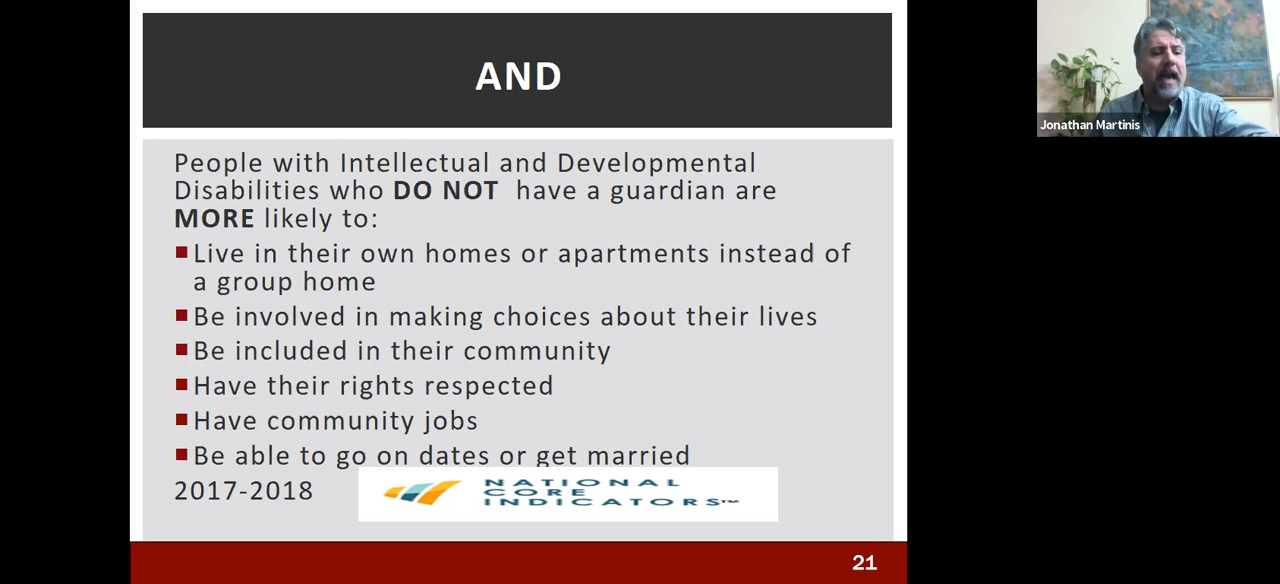 AND
People with Intellectual and Developmental
Disabilities who DO NOT have a guardian are
MORE likely to:
Live in their own homes or apartments instead of
a group home
Be involved in making choices about their lives
Be included in their community
Have their rights respected
Have community jobs
Be able to go on dates or get married
2017-2018
NATIONAL
CORE
INDICATORS™
21
Jonathan Martinis